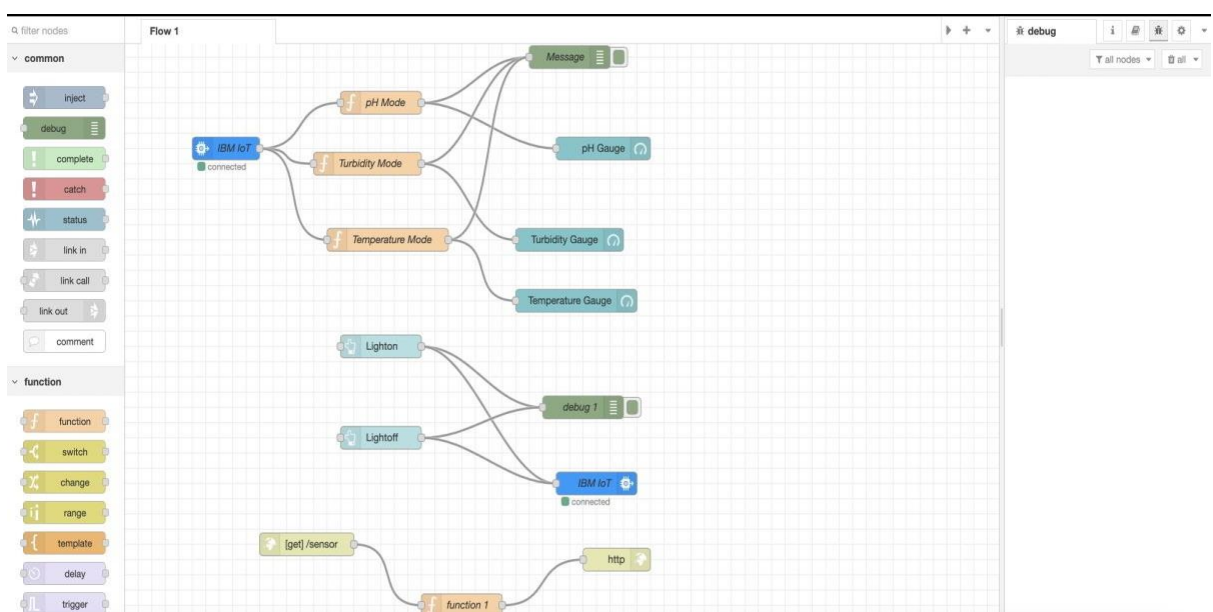 filter nodes
common
inject
debug
complete
catch
status
link in
link call
link out
comment
function
function
switch
change
range
template
delay
trigger
Flow 1
Message
pH Mode
IBM IoT
connected
Turbidity Mode
pH Gauge
Temperature Mode
Turbidity Gauge
Temperature Gauge
Lighton
debug 1
Lightoff
IBM IoT
connected
[get] /sensor
http
function 1
debug
i
all nodes
all